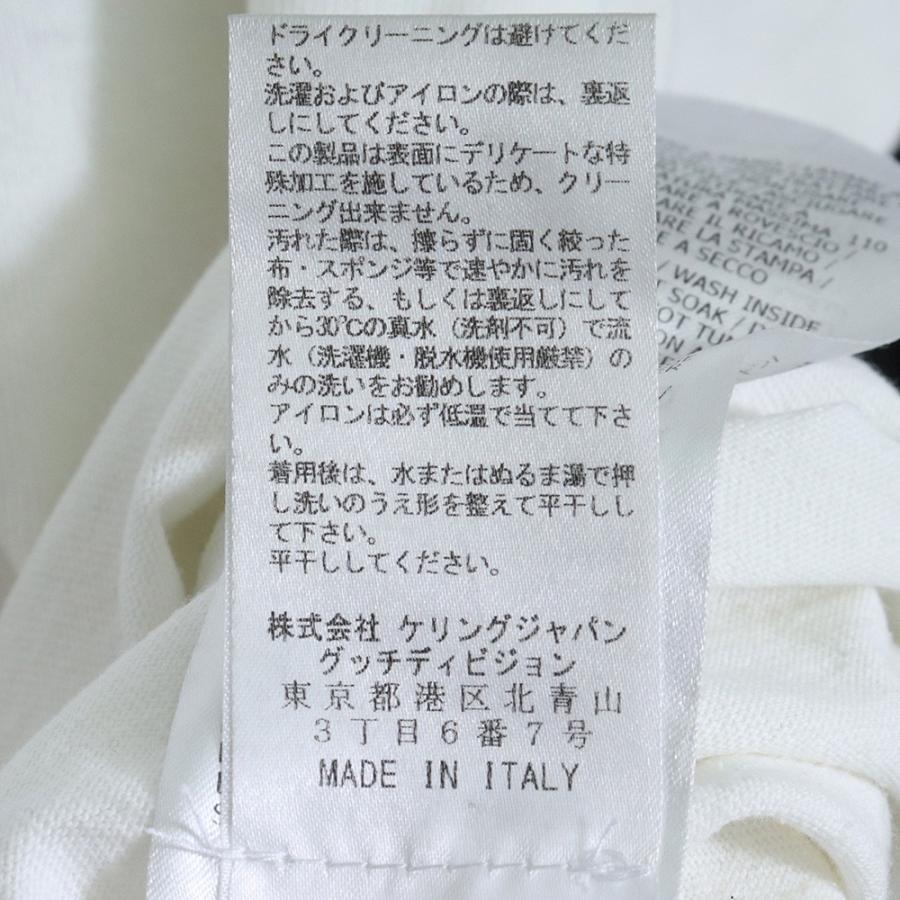 ドライクリーニングは避けてくだ
さい。
洗濯およびアイロンの際は、裏返
しにしてください。
この製品は表面にデリケートな特
殊加工を施しているため、クリー
ニング出来ません。
汚れた際は、擦らずに固く絞った
布・スポンジ等で速やかに汚れを
除去する、もしくは裏返しにして
から30℃の真水（洗剤不可）で流
水（洗濯機・脱水機使用厳禁）の
みの洗いをお勧めします。
アイロンは必ず低温で当てて下さ
い。
着用後は、水またはぬるま湯で押
し洗いのうえ形を整えて平干しし
て下さい。
平干ししてください。
株式会社 ケリングジャパン
グッチディビジョン
東京都港区北青山
3丁目6番7号
MADE IN ITALY
110
ARE A ROVESCIO
ARE IL RICAMO /
ARE LA STAMPA /
E A SECCO
/ WASH INSIDE
SOAK /
OT TUM